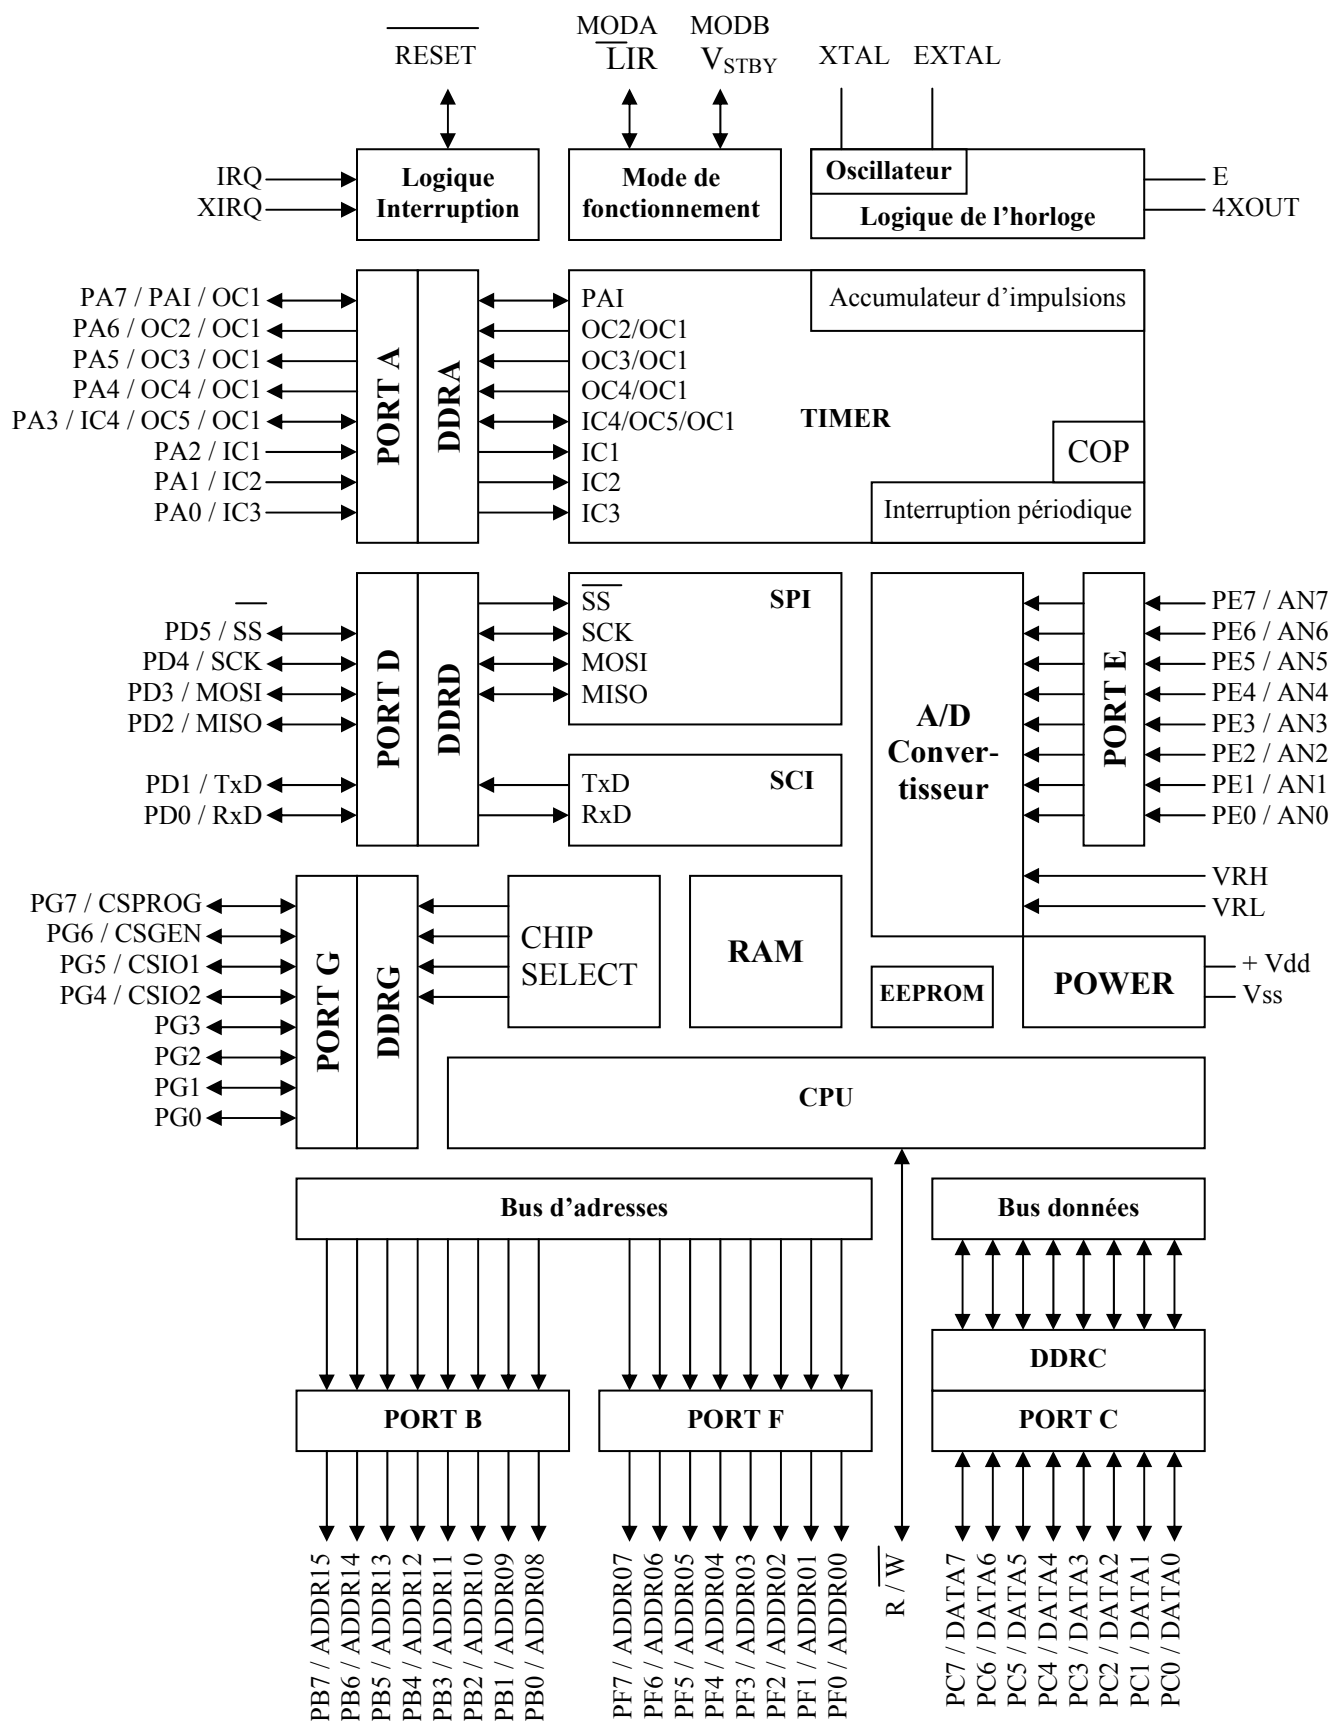 RESET
MODA
LIR
MODB
VSTBY
XTAL
EXTAL
IRQ
XIRQ
Logique
Interruption
Mode de
fonctionnement
Oscillateur
Logique de l’horloge
E
4XOUT
PA7 / PAI / OC1
PA6 / OC2 / OC1
PA5 / OC3 / OC1
PA4 / OC4 / OC1
PA3 / IC4 / OC5 / OC1
PA2 / IC1
PA1 / IC2
PA0 / IC3
PORT A
DDRA
PAI
OC2/OC1
OC3/OC1
OC4/OC1
IC4/OC5/OC1
IC1
IC2
IC3
TIMER
Accumulateur d’impulsions
COP
Interruption périodique
PD5 / SS
PD4 / SCK
PD3 / MOSI
PD2 / MISO
PD1 / TxD
PD0 / RxD
PORT D
DDRD
SS
SCK
MOSI
MISO
SPI
TxD
RxD
SCI
A/D
Conver-
tisseur
PORT E
PE7 / AN7
PE6 / AN6
PE5 / AN5
PE4 / AN4
PE3 / AN3
PE2 / AN2
PE1 / AN1
PE0 / AN0
VRH
VRL
PG7 / CSPROG
PG6 / CSGEN
PG5 / CSIO1
PG4 / CSIO2
PG3
PG2
PG1
PG0
PORT G
DDRG
CHIP
SELECT
RAM
EEPROM
POWER
+ Vdd
Vss
CPU
Bus d’adresses
Bus données
DDRC
PORT B
PORT F
PORT C
PB7 / ADDR15
PB6 / ADDR14
PB5 / ADDR13
PB4 / ADDR12
PB3 / ADDR11
PB2 / ADDR10
PB1 / ADDR09
PB0 / ADDR08
PF7 / ADDR07
PF6 / ADDR06
PF5 / ADDR05
PF4 / ADDR04
PF3 / ADDR03
PF2 / ADDR02
PF1 / ADDR01
PF0 / ADDR00
R / W
PC7 / DATA7
PC6 / DATA6
PC5 / DATA5
PC4 / DATA4
PC3 / DATA3
PC2 / DATA2
PC1 / DATA1
PC0 / DATA0